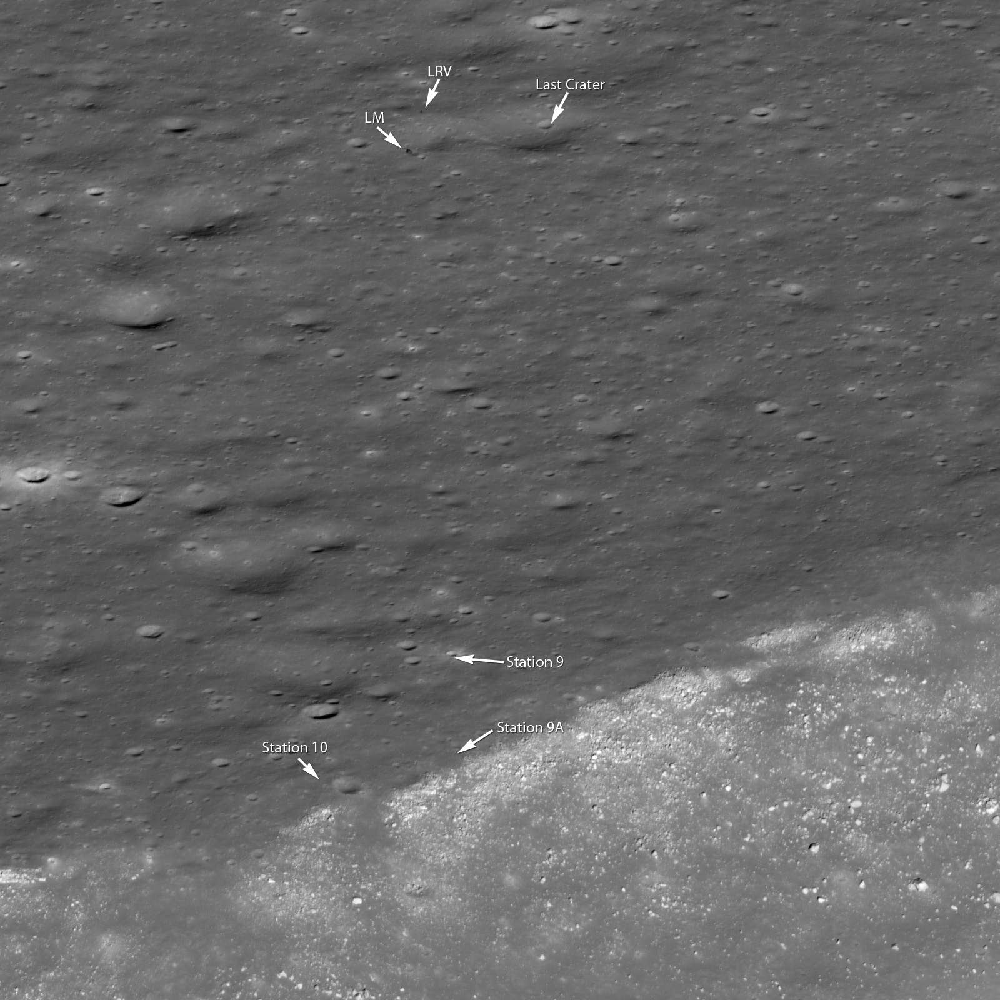 LRV
Last Crater
LM
Station 9
Station 9A
Station 10